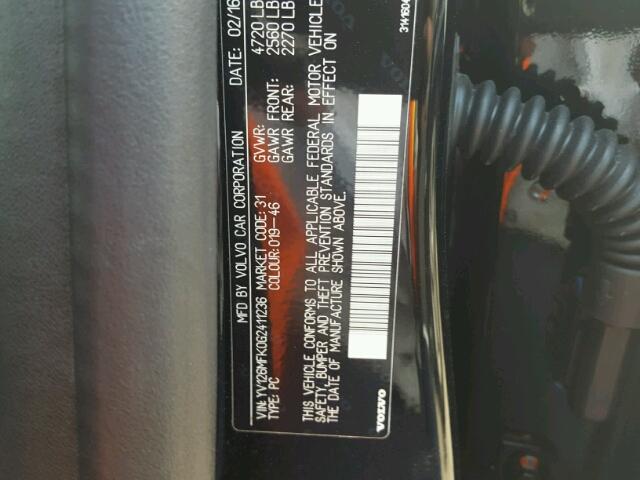 MFD BY VOLVO CAR CORPORATION DATE: 02/16
VIN: YV126MFK0G2411236 MARKET CODE: 31 GVWR: 4720 LB
TYPE: PC COLOUR: 019-46 GAWR FRONT: 2560 LB
GAWR REAR: 2270 LB
THIS VEHICLE CONFORMS TO ALL APPLICABLE FEDERAL MOTOR VEHICLE
SAFETY, BUMPER AND THEFT PREVENTION STANDARDS IN EFFECT ON
THE DATE OF MANUFACTURE SHOWN ABOVE.
VOLVO